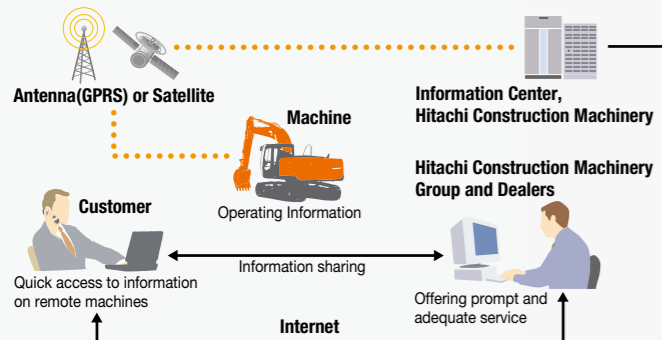 Antenna(GPRS) or Satellite
Information Center,
Hitachi Construction Machinery
Machine
Operating Information
Hitachi Construction Machinery
Group and Dealers
Customer
Information sharing
Quick access to information
on remote machines
Offering prompt and
adequate service
Internet